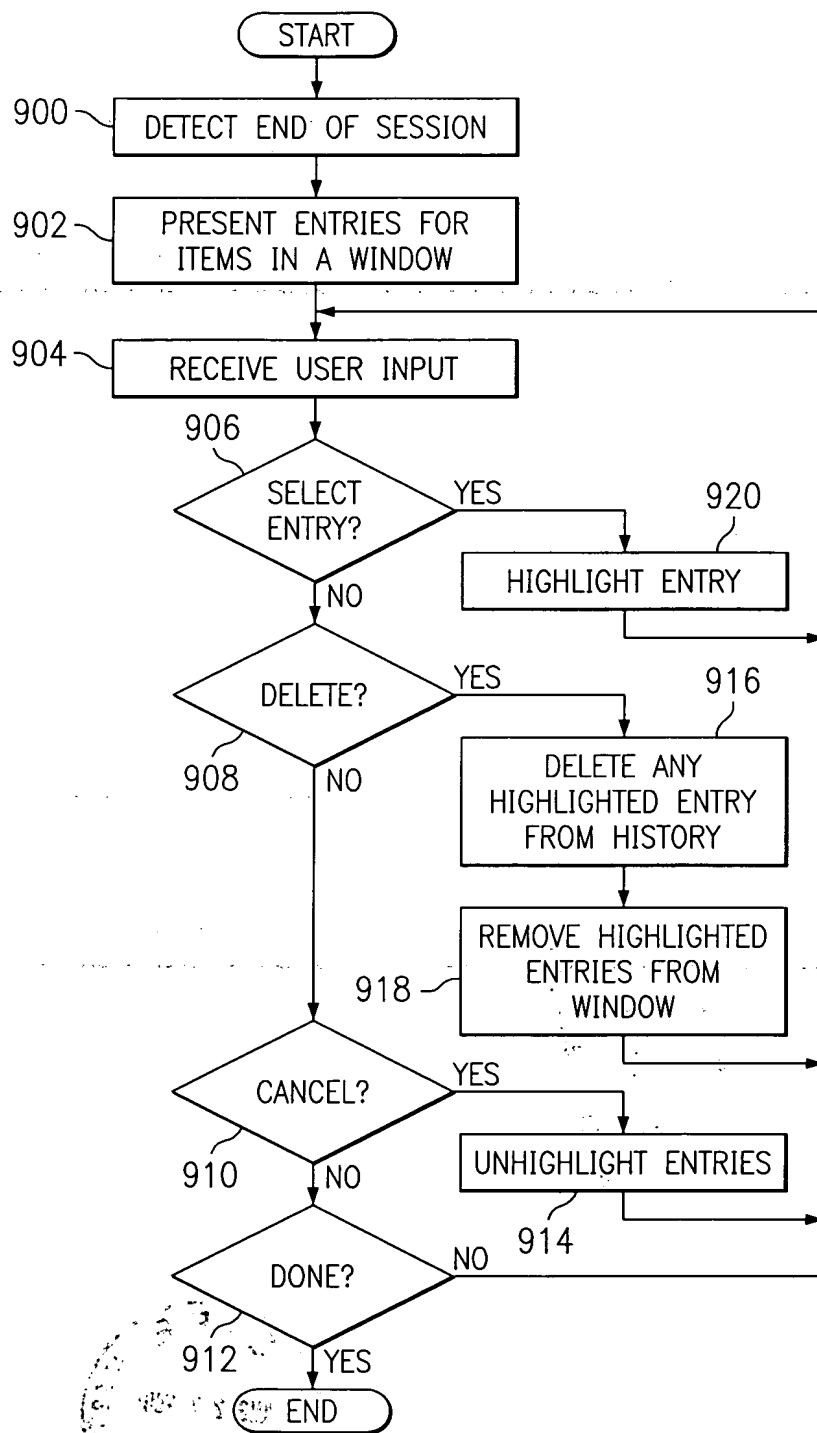 START
900
DETECT END OF SESSION
902
PRESENT ENTRIES FOR
ITEMS IN A WINDOW
904
RECEIVE USER INPUT
906
SELECT
ENTRY?
YES
920
HIGHLIGHT ENTRY
NO
DELETE?
YES
908
NO
916
DELETE ANY
HIGHLIGHTED ENTRY
FROM HISTORY
918
REMOVE HIGHLIGHTED
ENTRIES FROM
WINDOW
CANCEL?
YES
910
NO
UNHIGHLIGHT ENTRIES
914
DONE?
NO
912
YES
END